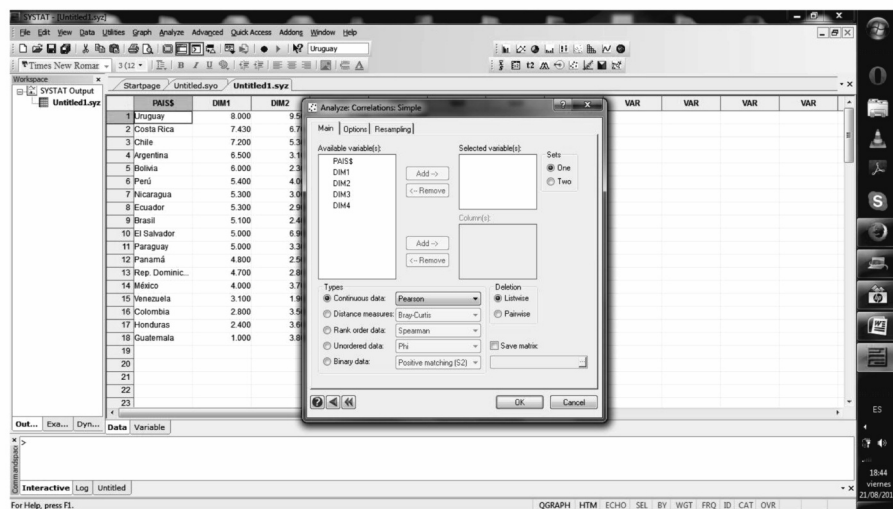 SYSTAT - [Untitled1.syz]
File Edit View Data Utilities Graph Analyze Advanced Quick Access Addons Window Help
Uruguay
Times New Romar 3 (12
B I U
Workspace
SYSTAT Output
Untitled1.syz
Startpage Untitled.syo Untitled1.syz
PAIS$ DIM1 DIM2 VAR VAR VAR VAR
1 Uruguay 8.000
2 Costa Rica 7.430
3 Chile 7.200
4 Argentina 6.500
5 Bolivia 6.000
6 Perú 5.400
7 Nicaragua 5.300
8 Ecuador 5.300
9 Brasil 5.100
10 El Salvador 5.000
11 Paraguay 5.000
12 Panamá 4.800
13 Rep. Dominic... 4.700
14 México 4.000
15 Venezuela 3.100
16 Colombia 2.800
17 Honduras 2.400
18 Guatemala 1.000
19
20
21
22
23
Analyze: Correlations: Simple
Main Options Resampling
Available variable(s):
PAIS$
DIM1
DIM2
DIM3
DIM4
Add -->
<-- Remove
Selected variable(s):
Sets
One
Two
Column(s):
Add -->
<-- Remove
Types
Continuous data: Pearson
Distance measures: Bray-Curtis
Rank order data: Spearman
Unordered data: Phi
Binary data: Positive matching (S2)
Deletion
Listwise
Pairwise
Save matrix:
OK Cancel
Out... Exa... Dyn...
Data Variable
Commandspace
>
Interactive Log Untitled
For Help, press F1.
QGRAPH HTM ECHO SEL BY WGT FRQ ID CAT OVR
ES
18:44
viernes
21/08/201